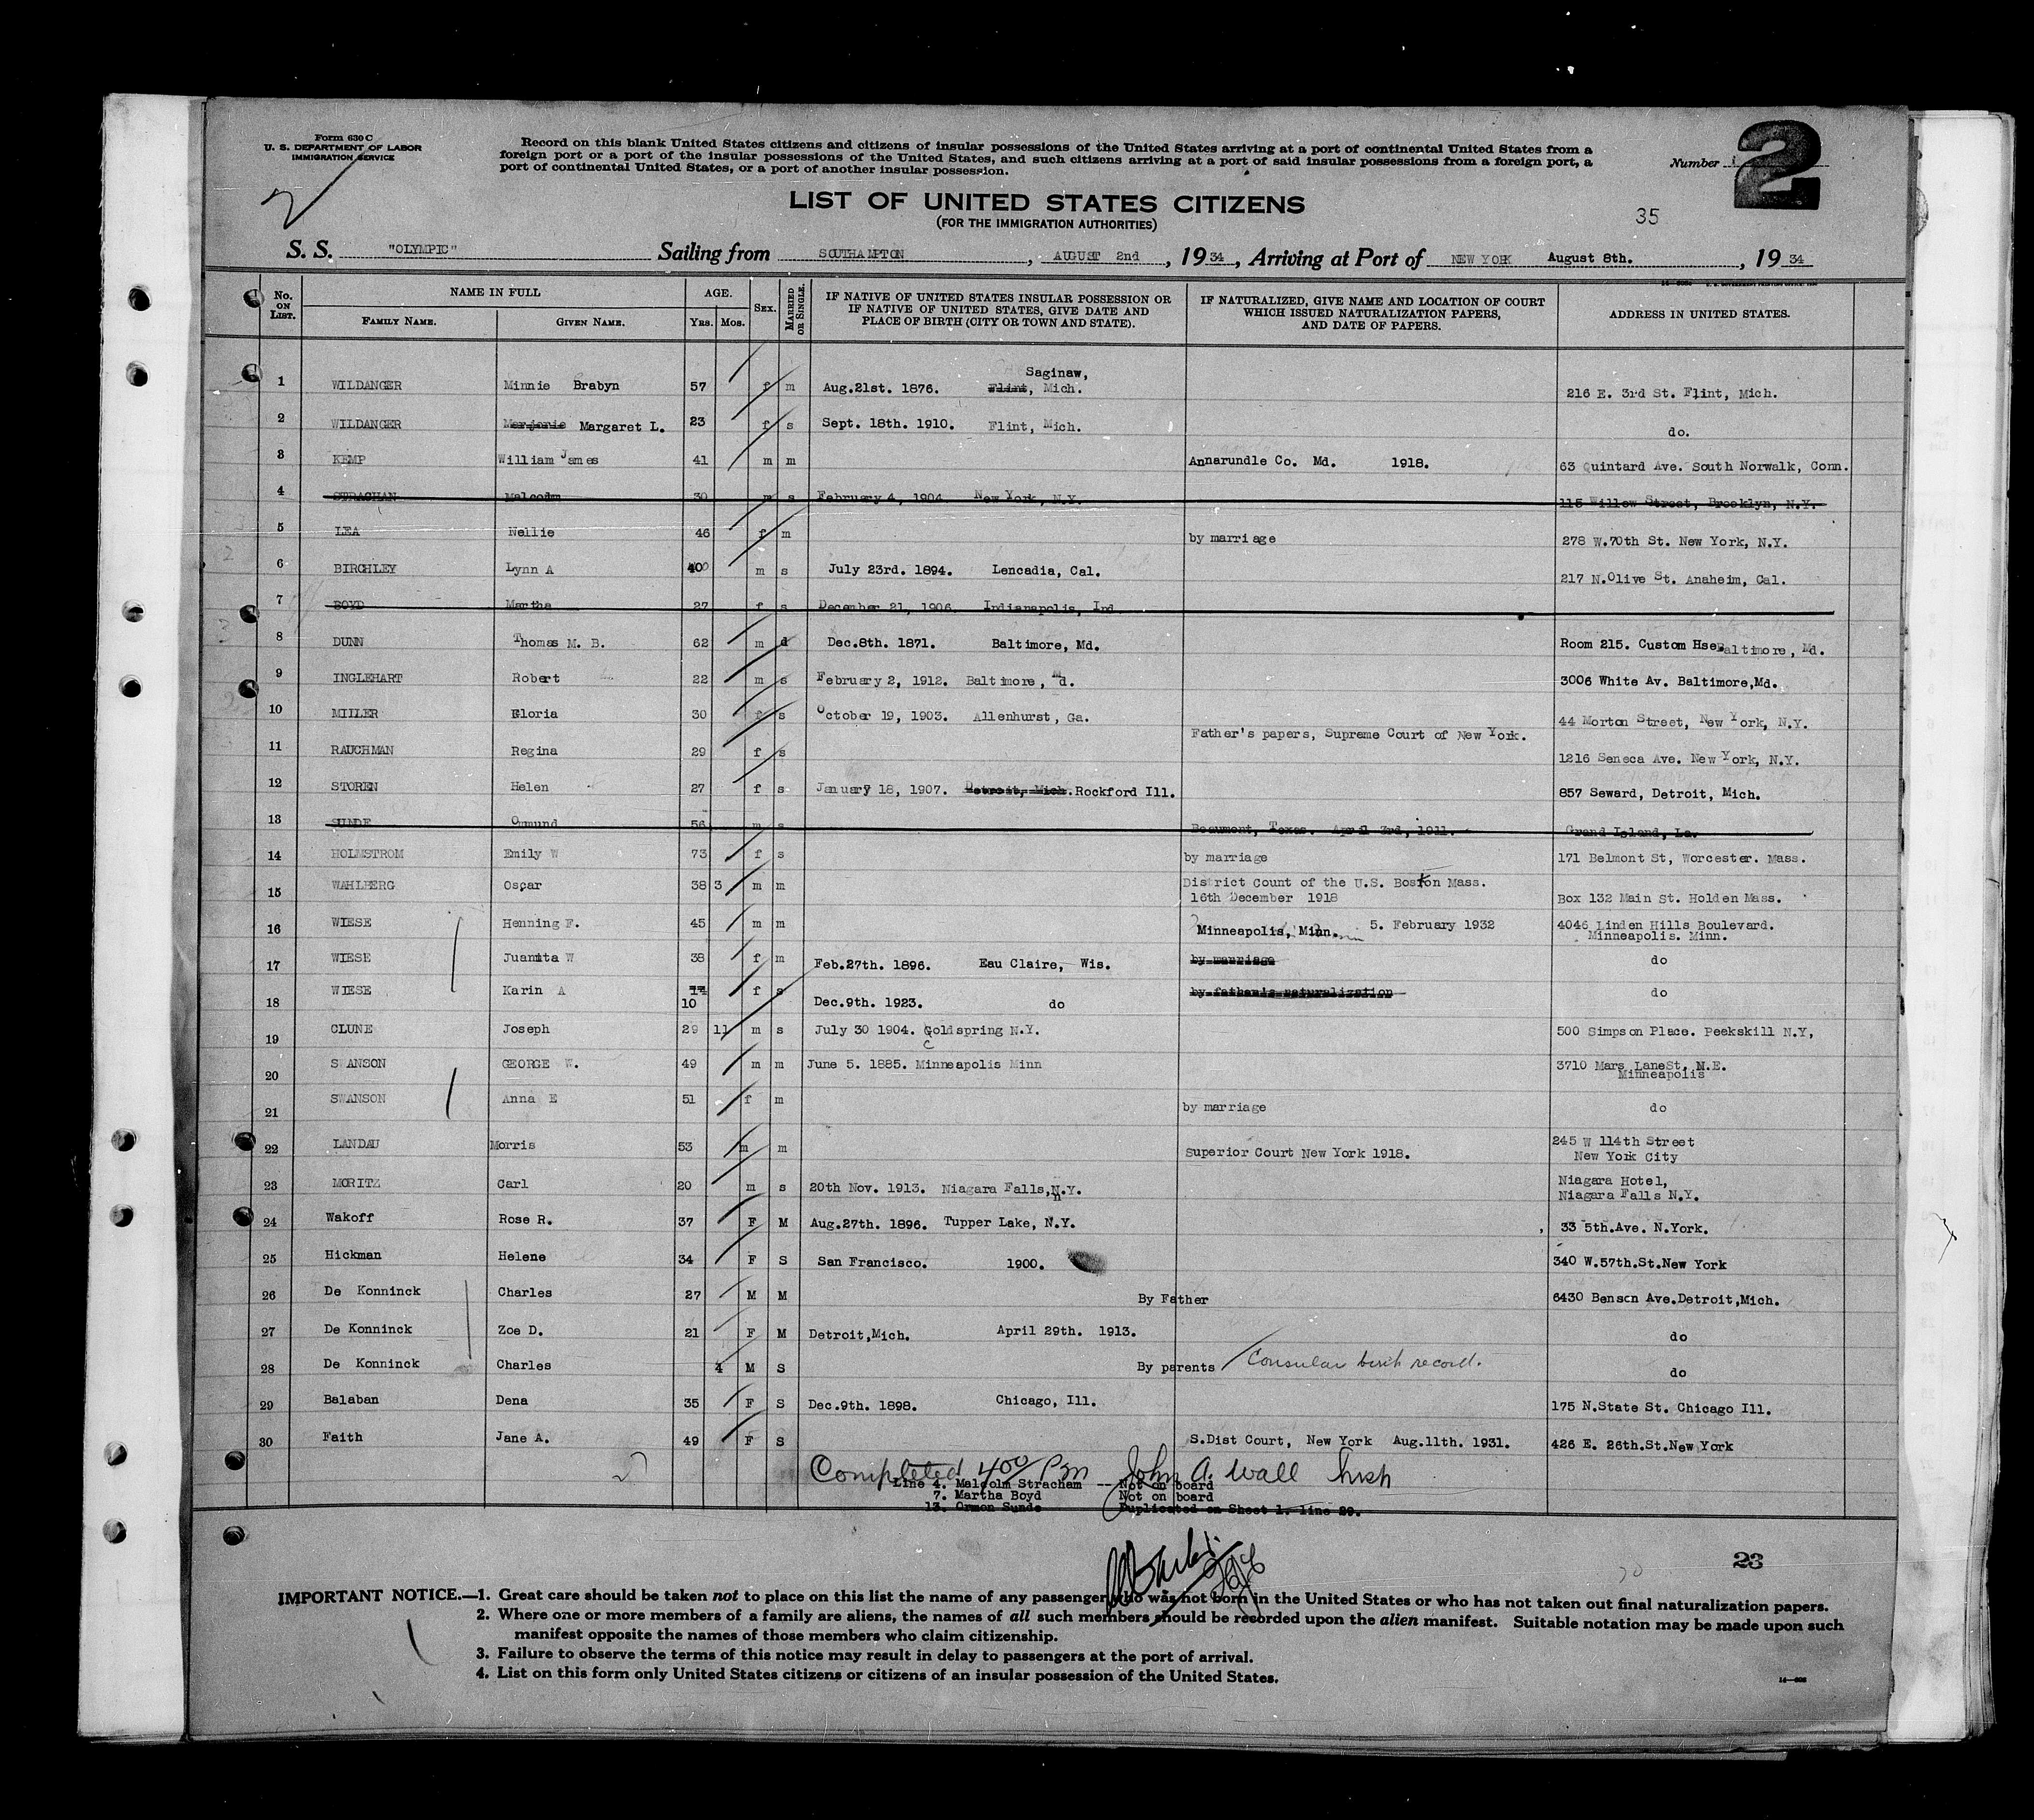 Form 630 C
U. S. DEPARTMENT OF LABOR
IMMIGRATION SERVICE
2
Record on this blank United States citizens and citizens of insular possessions of the United States arriving at a port of continental United States from a
foreign port or a port of the insular possessions of the United States, and such citizens arriving at a port of said insular possessions from a foreign port, a
port of continental United States, or a port of another insular possession.
Number 2
LIST OF UNITED STATES CITIZENS
(FOR THE IMMIGRATION AUTHORITIES)
35
S. S. "OLYMPIC" Sailing from SOUTHAMPTON, AUGUST 2nd, 1934, Arriving at Port of NEW YORK August 8th., 1934
No. ON LIST. NAME IN FULL FAMILY NAME. GIVEN NAME. AGE. YRS. MOS. SEX. MARRIED OR SINGLE. IF NATIVE OF UNITED STATES INSULAR POSSESSION OR IF NATIVE OF UNITED STATES, GIVE DATE AND PLACE OF BIRTH (CITY OR TOWN AND STATE). IF NATURALIZED, GIVE NAME AND LOCATION OF COURT WHICH ISSUED NATURALIZATION PAPERS, AND DATE OF PAPERS. ADDRESS IN UNITED STATES.
1 WILDANGER Minnie Brabyn 57 f m Aug.21st. 1876. Saginaw, Flint, Mich. 216 E. 3rd St. Flint, Mich.
2 WILDANGER Marjorie Margaret L. 23 f s Sept. 18th. 1910. Flint, Mich. do.
3 KEMP William James 41 m m Annarundle Co. Md. 1918. 63 Quintard Ave. South Norwalk, Conn.
4 STRACHAN Malcolm 30 m s February 4, 1904 New York, N.Y. 115 Willow Street, Brooklyn, N.Y.
5 LEA Nellie 46 f m by marriage 278 W.70th St. New York, N.Y.
6 BIRCHLEY Lynn A 40 m s July 23rd. 1894. Lencadia, Cal. 217 N.Olive St. Anaheim, Cal.
7 BOYD Martha 27 f s December 21, 1906. Indianapolis, Ind
8 DUNN Thomas M. B. 62 m d Dec.8th. 1871. Baltimore, Md. Room 215. Custom Hse Baltimore, Md.
9 INGLEHART Robert 22 m s February 2, 1912. Baltimore, Md. 3006 White Av. Baltimore,Md.
10 MILLER Gloria 30 f s October 19, 1903. Allenhurst, Ga. 44 Morton Street, New York, N.Y.
11 RAUCHMAN Regina 29 f s Father's papers, Supreme Court of New York. 1216 Seneca Ave. New York, N.Y.
12 STOREN Helen 27 f s January 18, 1907. Detroit, Mich. Rockford Ill. 857 Seward, Detroit, Mich.
13 SUNDE Ommund 56 m s Beaumont, Texas. April 3rd, 1911. Grand Island, La.
14 HOLMSTROM Emily W 73 f s by marriage 171 Belmont St, Worcester. Mass.
15 WAHLBERG Oscar 38 3 m m District Count of the U.S. Boston Mass. 16th December 1918 Box 132 Main St. Holden Mass.
16 WIESE Henning F. 45 m m Minneapolis, Minn. 5. February 1932 4046 Linden Hills Boulevard. Minneapolis. Minn.
17 WIESE Juanita W 38 f m Feb.27th. 1896. Eau Claire, Wis. by marriage do
18 WIESE Karin A 14 10 f s Dec.9th. 1923. do by father's naturalization do
19 CLUNE Joseph 29 11 m s July 30 1904. Goldspring N.Y. C 500 Simpson Place. Peekskill N.Y,
20 SWANSON GEORGE W. 49 m m June 5. 1885. Minneapolis Minn 3710 Mars LaneSt. N.E. Minneapolis
21 SWANSON Anna E 51 f m by marriage do
22 LANDAU Morris 53 m m Superior Court New York 1918. 245 W 114th Street New York City
23 MORITZ Carl 20 m s 20th Nov. 1913. Niagara Falls,N.Y. Niagara Hotel, Niagara Falls N.Y.
24 Wakoff Rose R. 37 F M Aug.27th. 1896. Tupper Lake, N.Y. 33 5th.Ave. N.York.
25 Hickman Helene 34 F S San Francisco. 1900. 340 W.57th.St.New York
26 De Konninck Charles 27 M M By Father 6430 Benson Ave.Detroit,Mich.
27 De Konninck Zoe D. 21 F M Detroit,Mich. April 29th. 1913. do
28 De Konninck Charles 4 M S By parents Consular birth record. do
29 Balaban Dena 35 F S Dec.9th. 1898. Chicago, Ill. 175 N.State St. Chicago Ill.
30 Faith Jane A. 49 F S S.Dist Court, New York Aug.11th. 1931. 426 E. 26th.St.New York
Completed 400 Pm John A. Wall Insp
Line 4. Malcolm Stracham -- Not on board
7. Martha Boyd Not on board
13. Ormon Sunde Duplicated on Sheet 1. line 29.
23
IMPORTANT NOTICE.—1. Great care should be taken not to place on this list the name of any passenger who was not born in the United States or who has not taken out final naturalization papers.
2. Where one or more members of a family are aliens, the names of all such members should be recorded upon the alien manifest. Suitable notation may be made upon such
manifest opposite the names of those members who claim citizenship.
3. Failure to observe the terms of this notice may result in delay to passengers at the port of arrival.
4. List on this form only United States citizens or citizens of an insular possession of the United States.